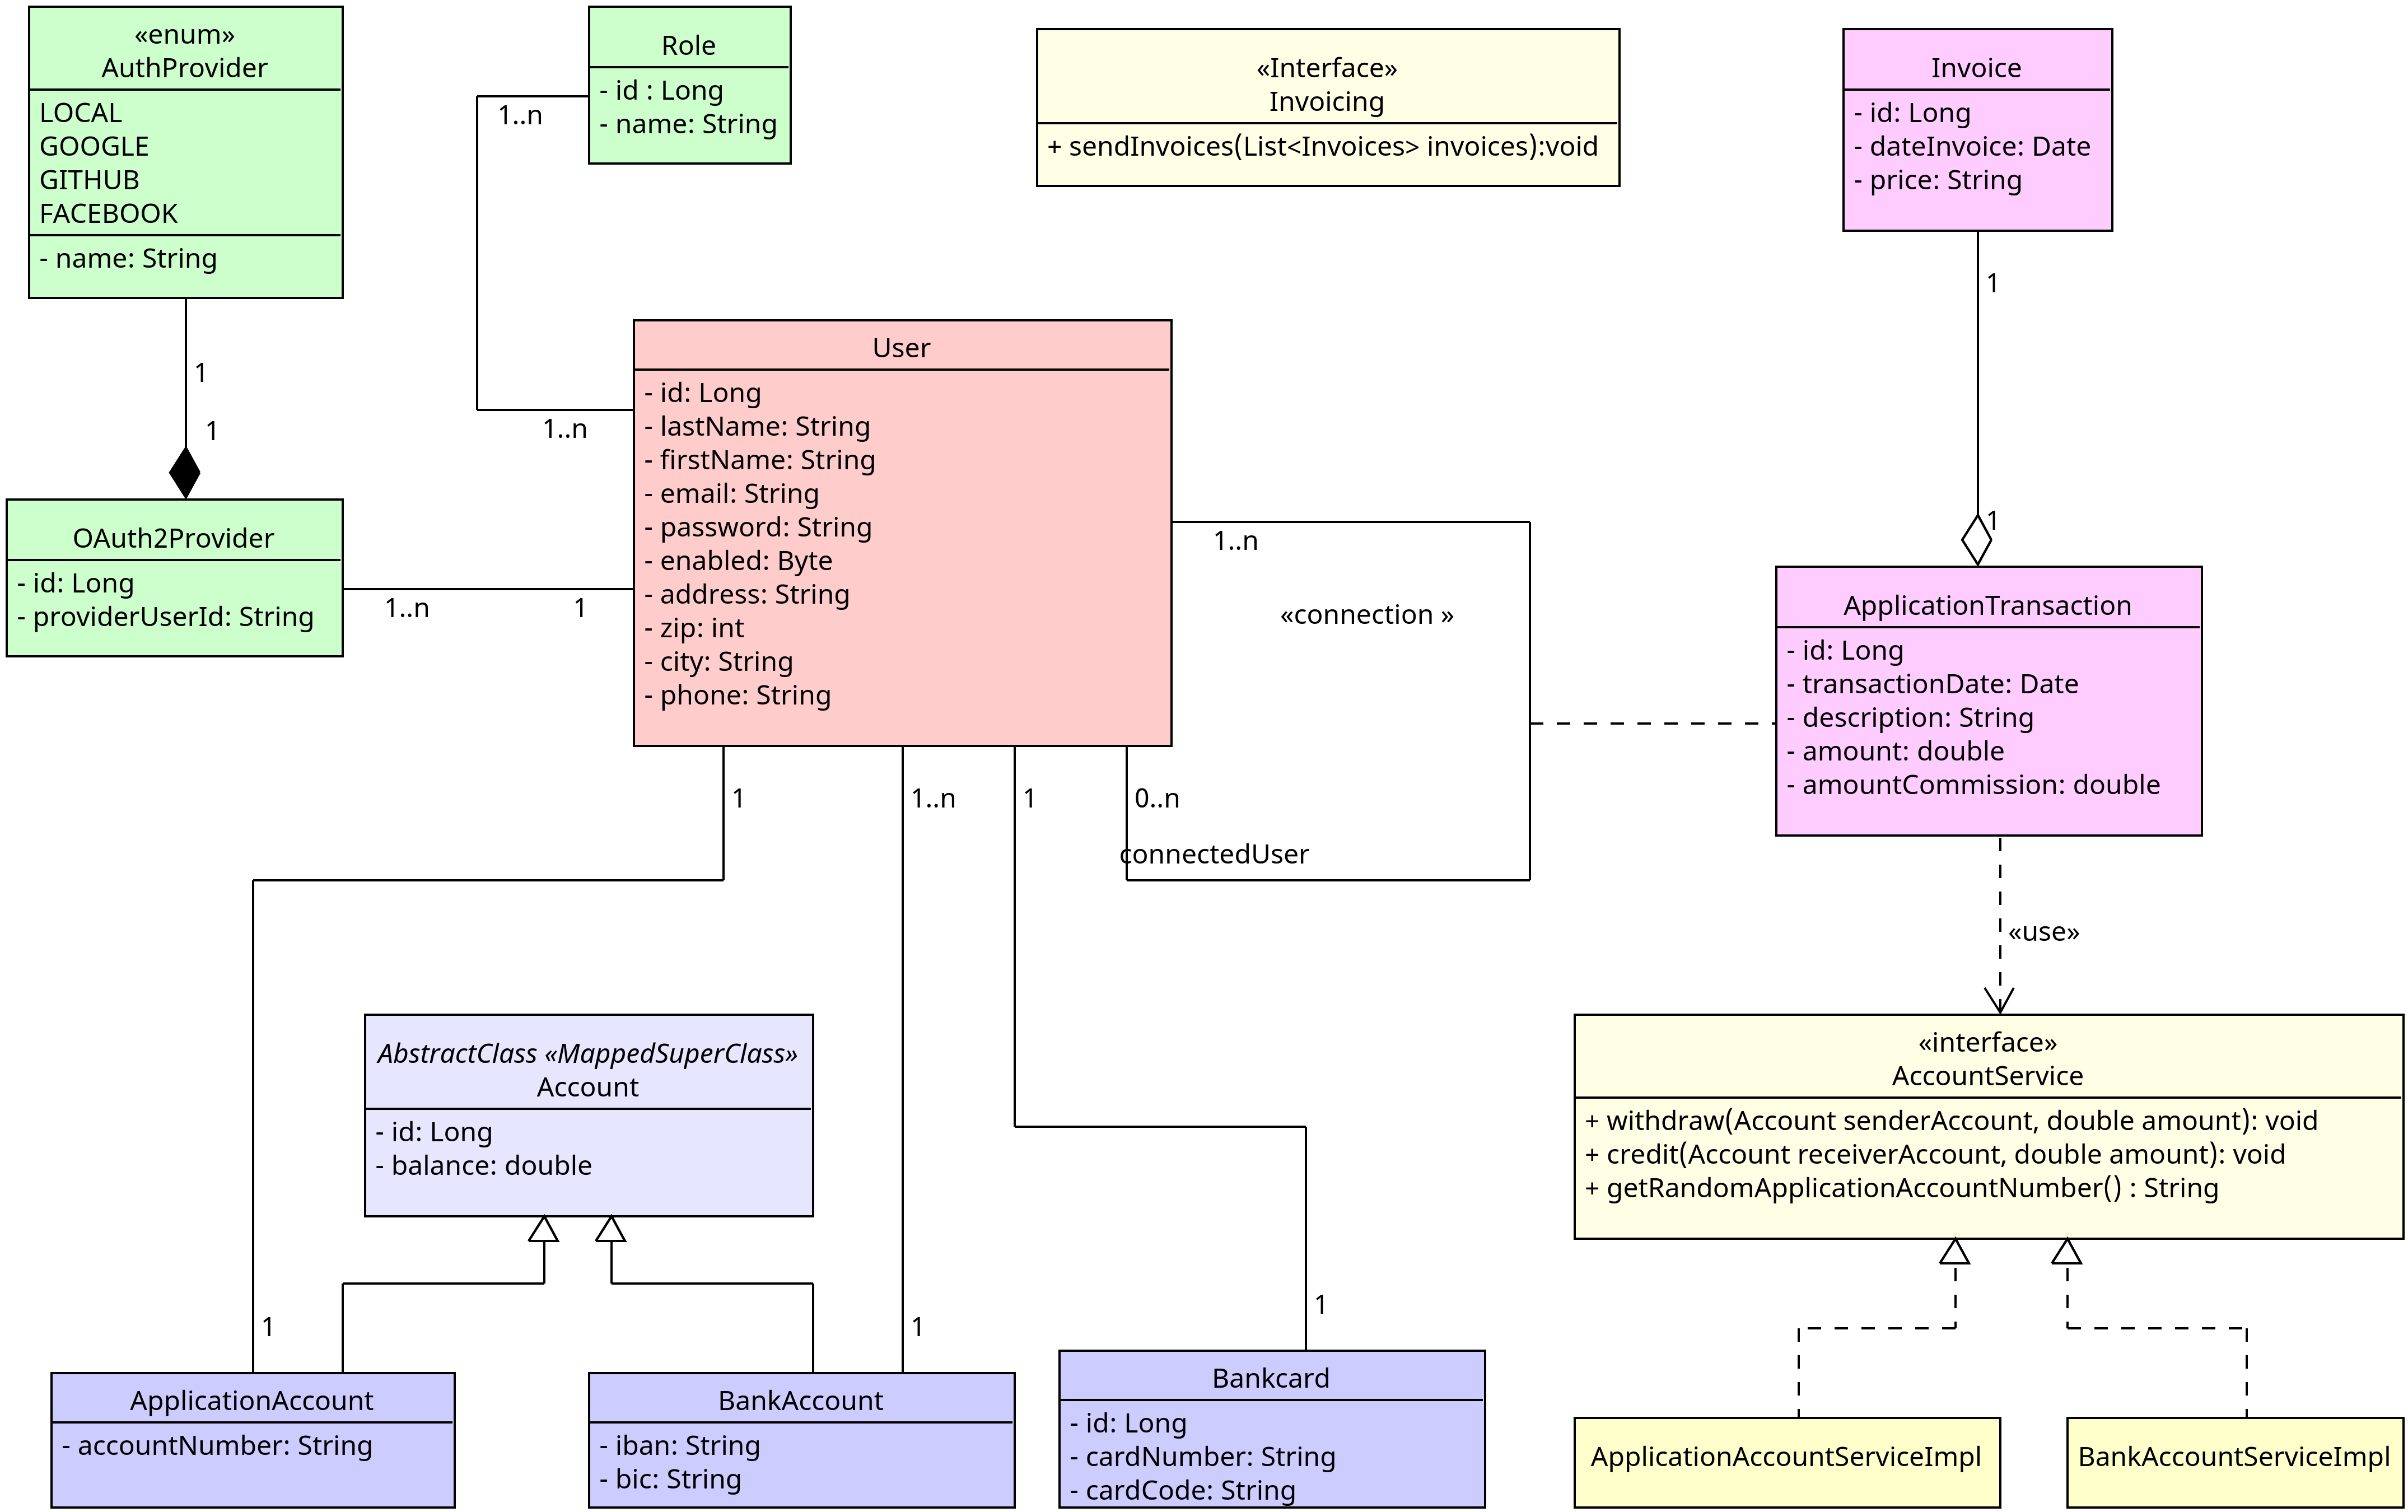 «enum»
AuthProvider
LOCAL
GOOGLE
GITHUB
FACEBOOK
- name: String
1
1
Role
- id : Long
- name: String
1..n
1..n
«Interface»
Invoicing
+ sendInvoices(List<Invoices> invoices):void
Invoice
- id: Long
- dateInvoice: Date
- price: String
1
1
OAuth2Provider
- id: Long
- providerUserId: String
1..n
1
User
- id: Long
- lastName: String
- firstName: String
- email: String
- password: String
- enabled: Byte
- address: String
- zip: int
- city: String
- phone: String
1..n
«connection »
1
1..n
1
0..n
connectedUser
ApplicationTransaction
- id: Long
- transactionDate: Date
- description: String
- amount: double
- amountCommission: double
«use»
AbstractClass «MappedSuperClass»
Account
- id: Long
- balance: double
«interface»
AccountService
+ withdraw(Account senderAccount, double amount): void
+ credit(Account receiverAccount, double amount): void
+ getRandomApplicationAccountNumber() : String
1
1
1
ApplicationAccount
- accountNumber: String
BankAccount
- iban: String
- bic: String
Bankcard
- id: Long
- cardNumber: String
- cardCode: String
ApplicationAccountServiceImpl
BankAccountServiceImpl